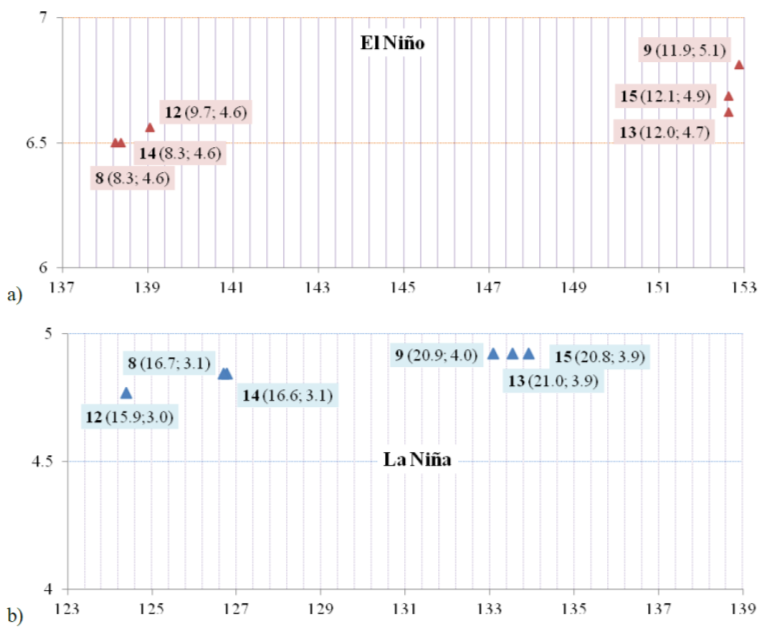 7
El Niño
9 (11.9; 5.1)
15 (12.1; 4.9)
12 (9.7; 4.6)
13 (12.0; 4.7)
6.5
14 (8.3; 4.6)
8 (8.3; 4.6)
6
137 139 141 143 145 147 149 151 153
a)
5
8 (16.7; 3.1)
9 (20.9; 4.0)
15 (20.8; 3.9)
13 (21.0; 3.9)
14 (16.6; 3.1)
12 (15.9;3.0)
4.5
La Niña
4
123 125 127 129 131 133 135 137 139
b)